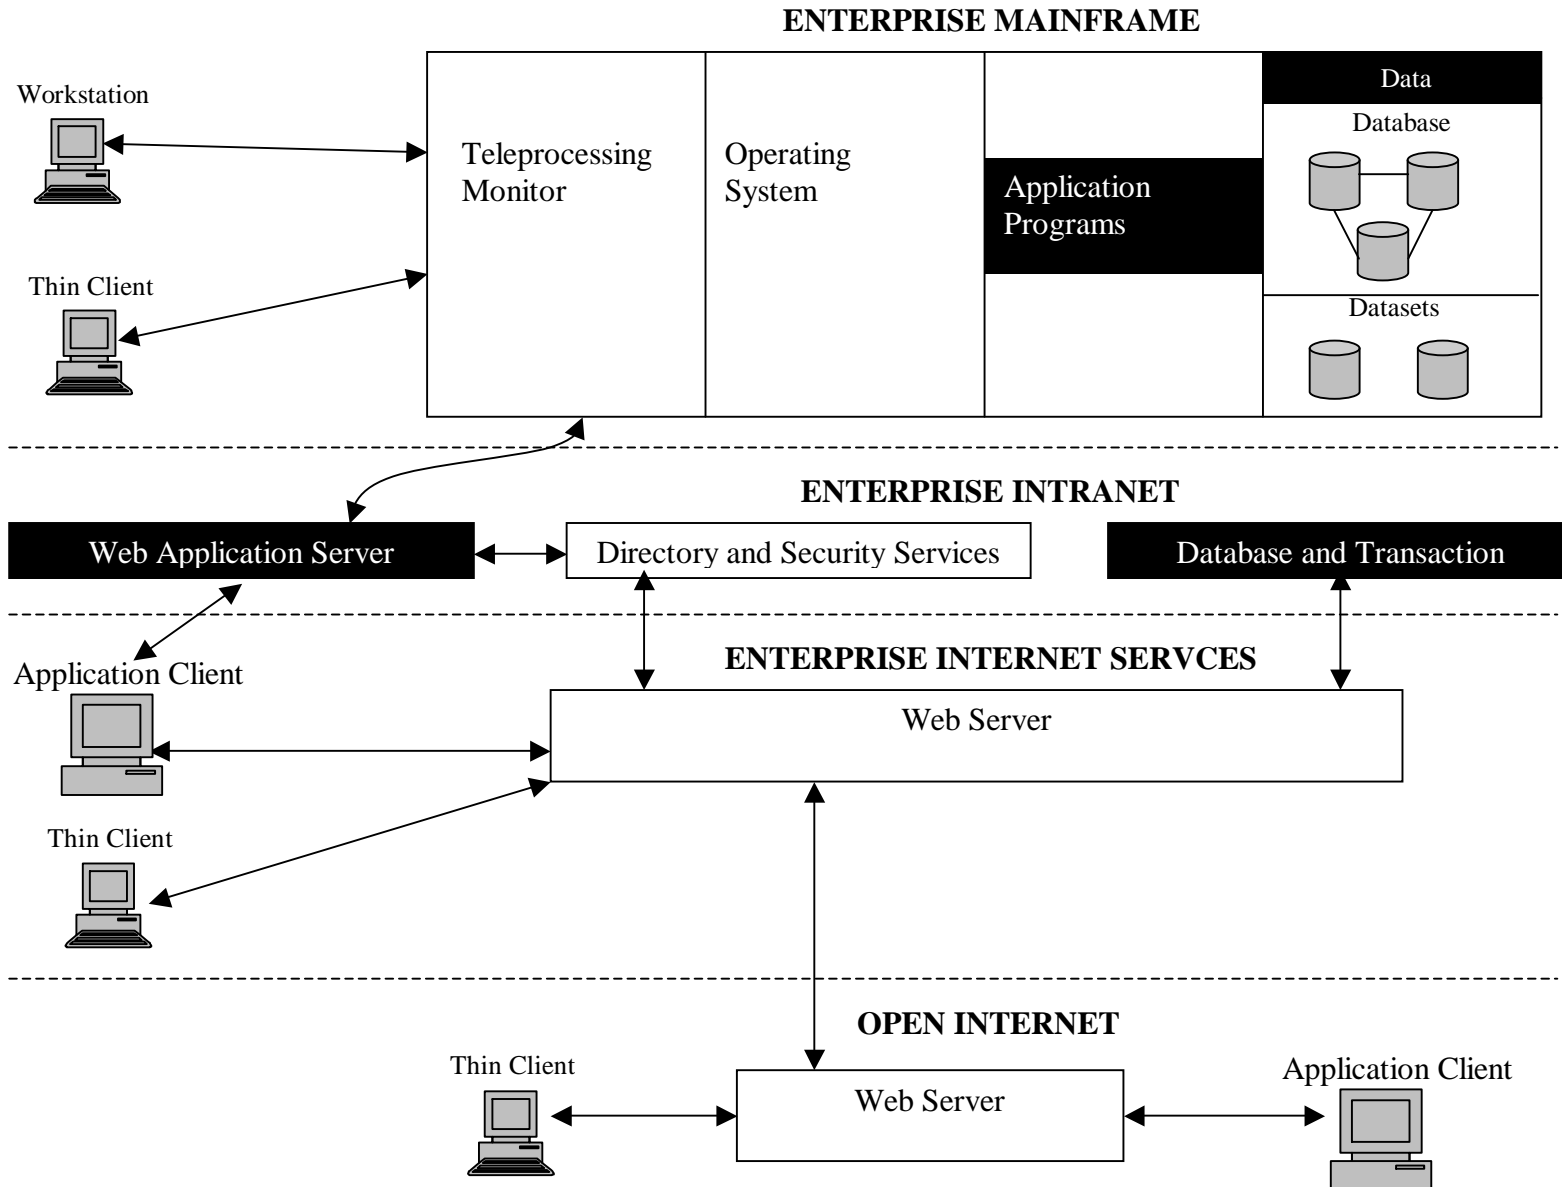 ENTERPRISE MAINFRAME
Workstation
Thin Client
Teleprocessing
Monitor
Operating
System
Application
Programs
Data
Database
Datasets
ENTERPRISE INTRANET
Web Application Server
Directory and Security Services
Database and Transaction
ENTERPRISE INTERNET SERVCES
Application Client
Web Server
Thin Client
OPEN INTERNET
Thin Client
Web Server
Application Client